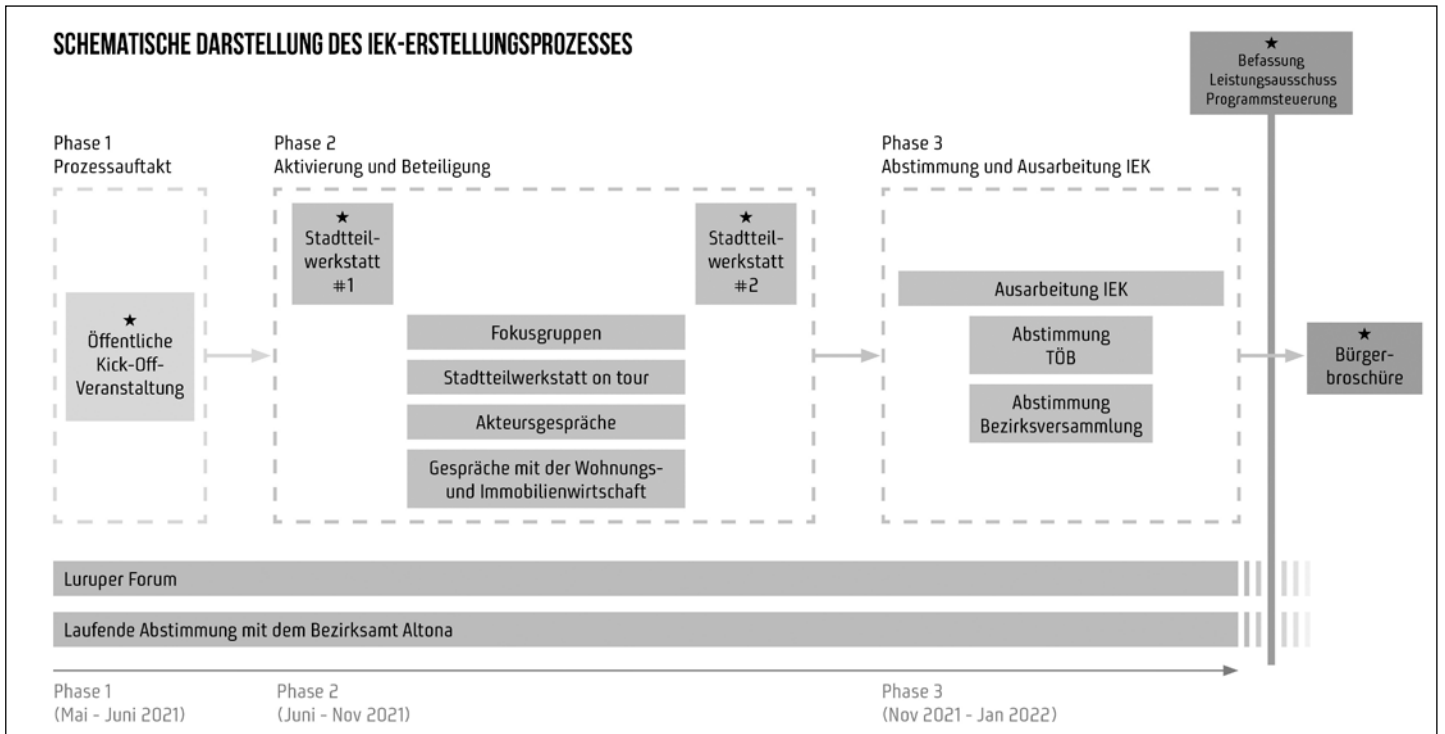 SCHEMATISCHE DARSTELLUNG DES IEK-ERSTELLUNGSPROZESSES
★
Befassung
Leistungsausschuss
Programmsteuerung
Phase 1
Prozessauftakt
Phase 2
Aktivierung und Beteiligung
Phase 3
Abstimmung und Ausarbeitung IEK
★
Öffentliche
Kick-Off-
Veranstaltung
★
Stadtteil-
werkstatt
#1
★
Stadtteil-
werkstatt
#2
Fokusgruppen
Stadtteilwerkstatt on tour
Akteursgespräche
Gespräche mit der Wohnungs-
und Immobilienwirtschaft
Ausarbeitung IEK
Abstimmung
TÖB
Abstimmung
Bezirksversammlung
★
Bürger-
broschüre
Luruper Forum
Laufende Abstimmung mit dem Bezirksamt Altona
Phase 1
(Mai - Juni 2021)
Phase 2
(Juni - Nov 2021)
Phase 3
(Nov 2021 - Jan 2022)